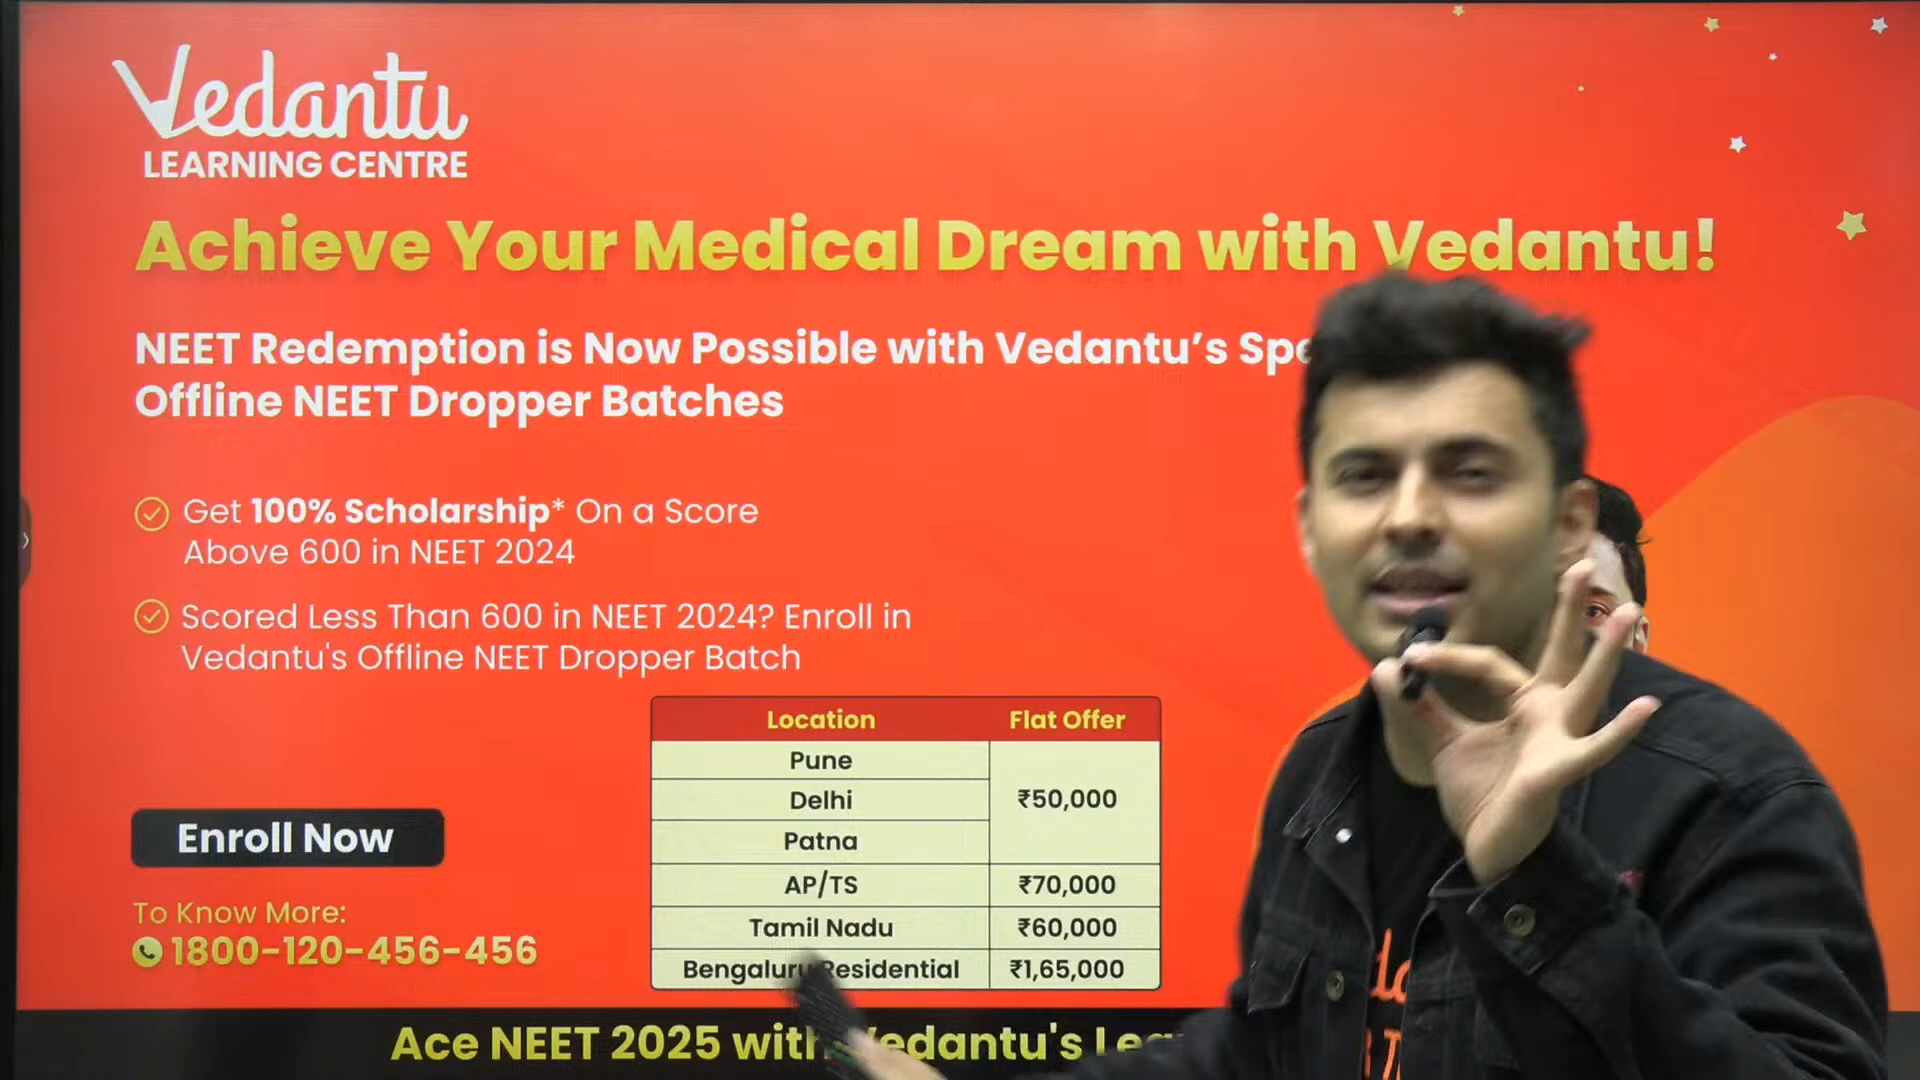 Vedantu
LEARNING CENTRE
Achieve Your Medical Dream with Vedantu!
NEET Redemption is Now Possible with Vedantu's
Offline NEET Dropper Batches
Get 100% Scholarship* On a Score
Above 600 in NEET 2024
Scored Less Than 600 in NEET 2024? Enroll in
Vedantu's Offline NEET Dropper Batch
Location Flat Offer
Pune
Delhi ₹50,000
Patna
AP/TS ₹70,000
Tamil Nadu ₹60,000
Bengaluru Residential ₹1,65,000
Enroll Now
To Know More:
1800-120-456-456
Ace NEET 2025 with Vedantu's